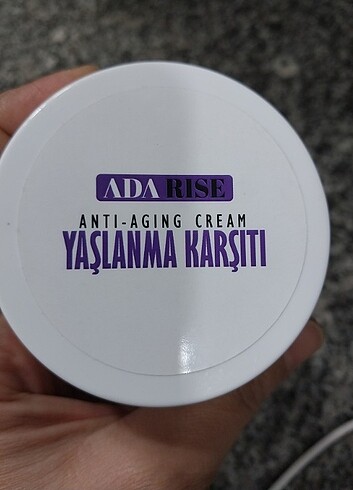 ADA RISE
ANTI-AGING CREAM
YAŞLANMA KARŞITI